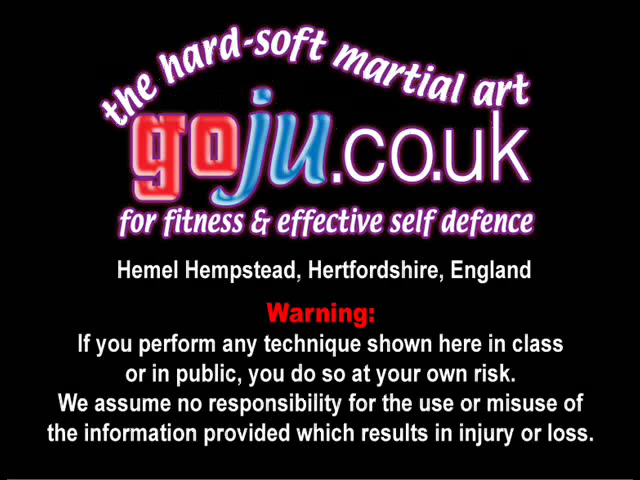 the hard-soft martial art
goju.co.uk
for fitness & effective self defence
Hemel Hempstead, Hertfordshire, England
Warning:
If you perform any technique shown here in class
or in public, you do so at your own risk.
We assume no responsibility for the use or misuse of
the information provided which results in injury or loss.